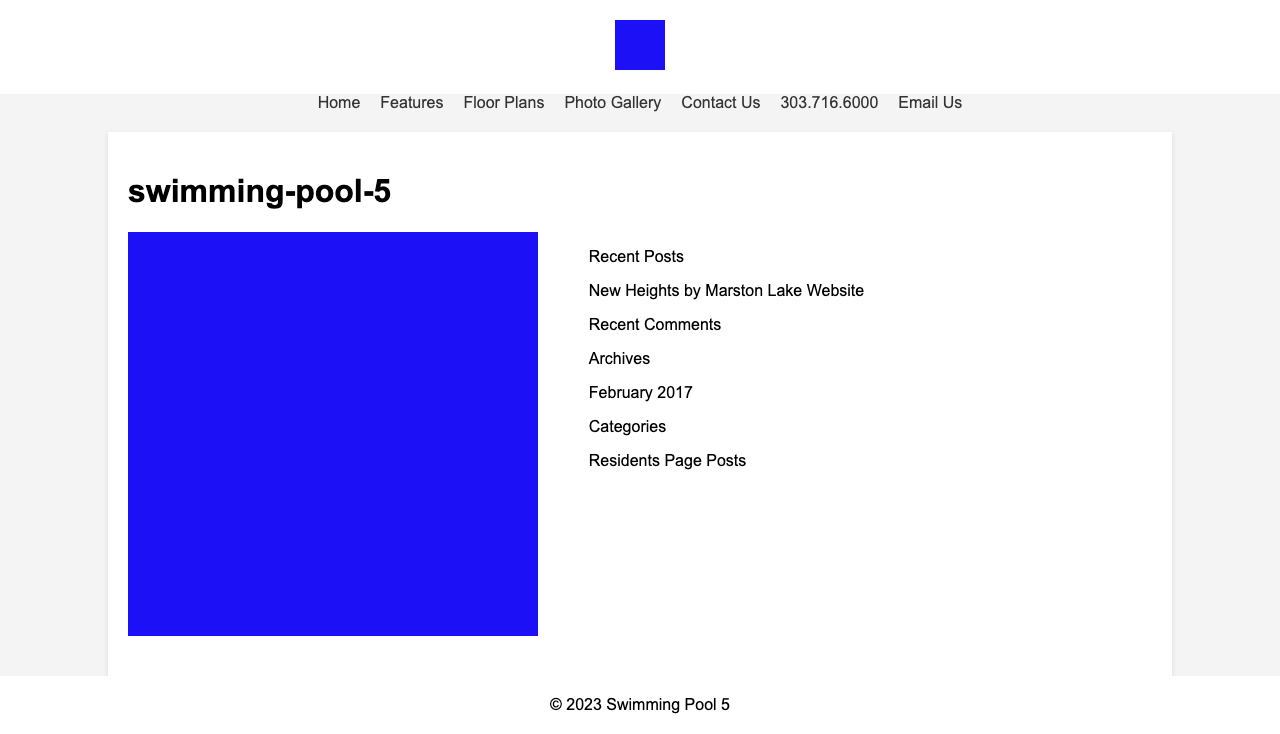 Home Features Floor Plans Photo Gallery Contact Us 303.716.6000 Email Us
swimming-pool-5
Recent Posts
New Heights by Marston Lake Website
Recent Comments
Archives
February 2017
Categories
Residents Page Posts
© 2023 Swimming Pool 5